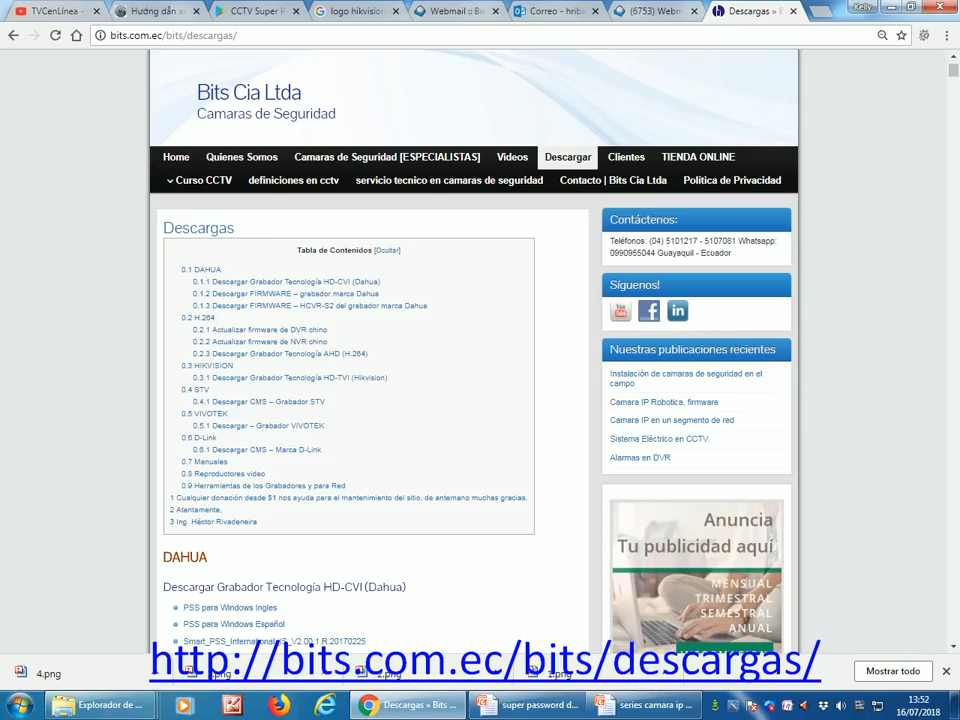 TVCenLínea -
Hướng dẫn x
CCTV Super P
logo hikvision
Webmail :: Bi
Correo - hriba
(6753) Webm
Descargas » B
Kelly
bits.com.ec/bits/descargas/
Bits Cia Ltda
Camaras de Seguridad
Home Quienes Somos Camaras de Seguridad [ESPECIALISTAS] Videos Descargar Clientes TIENDA ONLINE
Curso CCTV definiciones en cctv servicio tecnico en camaras de seguridad Contacto | Bits Cia Ltda Política de Privacidad
Descargas
Tabla de Contenidos [Ocultar]
0.1 DAHUA
0.1.1 Descargar Grabador Tecnología HD-CVI (Dahua)
0.1.2 Descargar FIRMWARE – grabador marca Dahua
0.1.3 Descargar FIRMWARE – HCVR-S2 del grabador marca Dahua
0.2 H.264
0.2.1 Actualizar firmware de DVR chino
0.2.2 Actualizar firmware de NVR chino
0.2.3 Descargar Grabador Tecnología AHD (H.264)
0.3 HIKVISION
0.3.1 Descargar Grabador Tecnología HD-TVI (Hikvision)
0.4 STV
0.4.1 Descargar CMS – Grabador STV
0.5 VIVOTEK
0.5.1 Descargar – Grabador VIVOTEK
0.6 D-Link
0.6.1 Descargar CMS – Marca D-Link
0.7 Manuales
0.8 Reproductores video
0.9 Herramientas de los Grabadores y para Red
1 Cualquier donación desde $1 nos ayuda para el mantenimiento del sitio, de antemano muchas gracias.
2 Atentamente,
3 Ing. Héctor Rivadeneira
DAHUA
Descargar Grabador Tecnología HD-CVI (Dahua)
PSS para Windows Ingles
PSS para Windows Español
Smart_PSS_International_IS_V2.00.1.R.20170225
Contáctenos:
Teléfonos: (04) 5101217 - 5107081 Whatsapp:
0990955044 Guayaquil - Ecuador
Síguenos!
You
in
Nuestras publicaciones recientes
Instalación de camaras de seguridad en el
campo
Camara IP Robotica, firmware
Camara IP en un segmento de red
Sistema Eléctrico en CCTV.
Alarmas en DVR
Anuncia
Tu publicidad aquí
MENSUAL
TRIMESTRAL
SEMESTRAL
ANUAL
http://bits.com.ec/bits/descargas/
4.png
Mostrar todo
Explorador de ...
Descargas » Bits ...
super password d...
series camara ip ...
13:52
16/07/2018